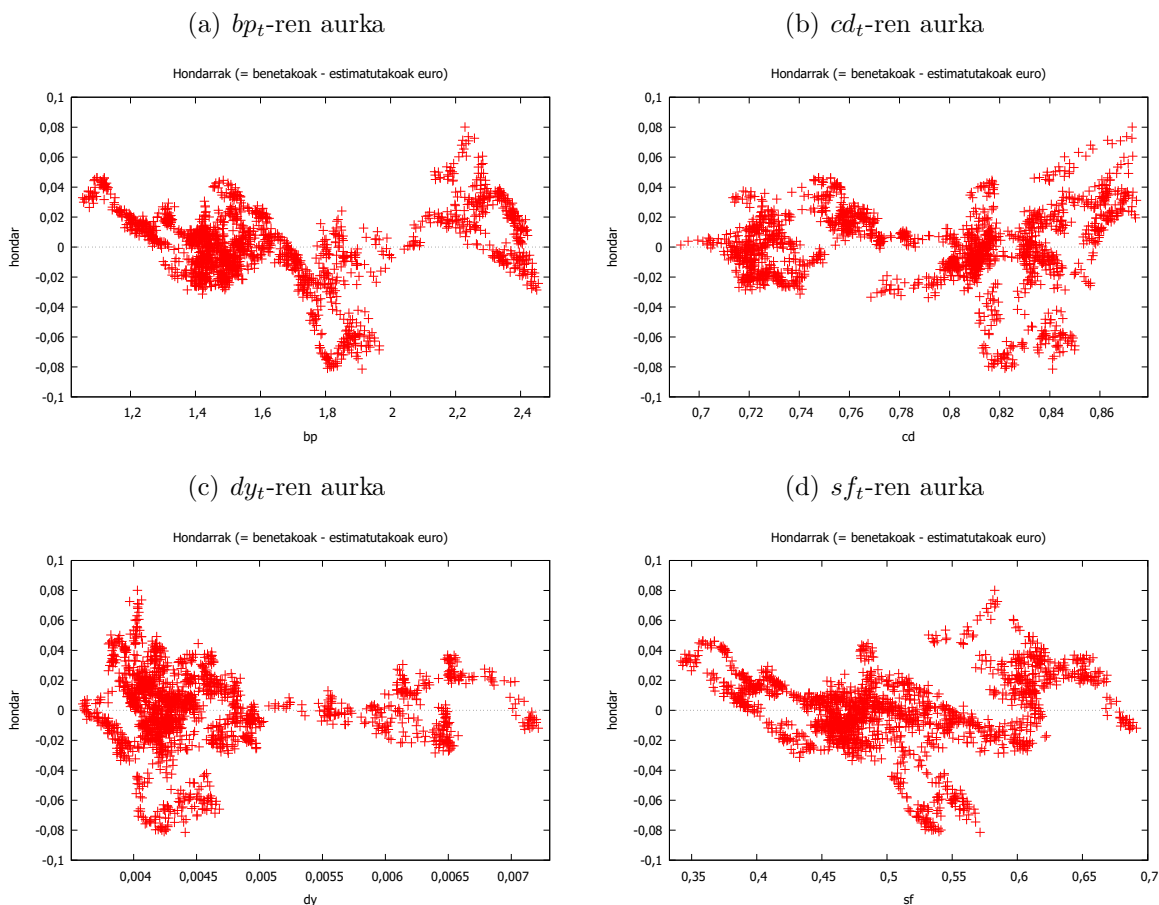 (a) bpₜ-ren aurka
Hondarrak (= benetakoak - estimatutakoak euro)
0,1
0,08
0,06
0,04
0,02
0
-0,02
-0,04
-0,06
-0,08
-0,1
hondar
1,2 1,4 1,6 1,8 2 2,2 2,4
bp
(b) cdₜ-ren aurka
Hondarrak (= benetakoak - estimatutakoak euro)
0,1
0,08
0,06
0,04
0,02
0
-0,02
-0,04
-0,06
-0,08
-0,1
hondar
0,7 0,72 0,74 0,76 0,78 0,8 0,82 0,84 0,86
cd
(c) dyₜ-ren aurka
Hondarrak (= benetakoak - estimatutakoak euro)
0,1
0,08
0,06
0,04
0,02
0
-0,02
-0,04
-0,06
-0,08
-0,1
hondar
0,004 0,0045 0,005 0,0055 0,006 0,0065 0,007
dy
(d) sfₜ-ren aurka
Hondarrak (= benetakoak - estimatutakoak euro)
0,1
0,08
0,06
0,04
0,02
0
-0,02
-0,04
-0,06
-0,08
-0,1
hondar
0,35 0,4 0,45 0,5 0,55 0,6 0,65 0,7
sf